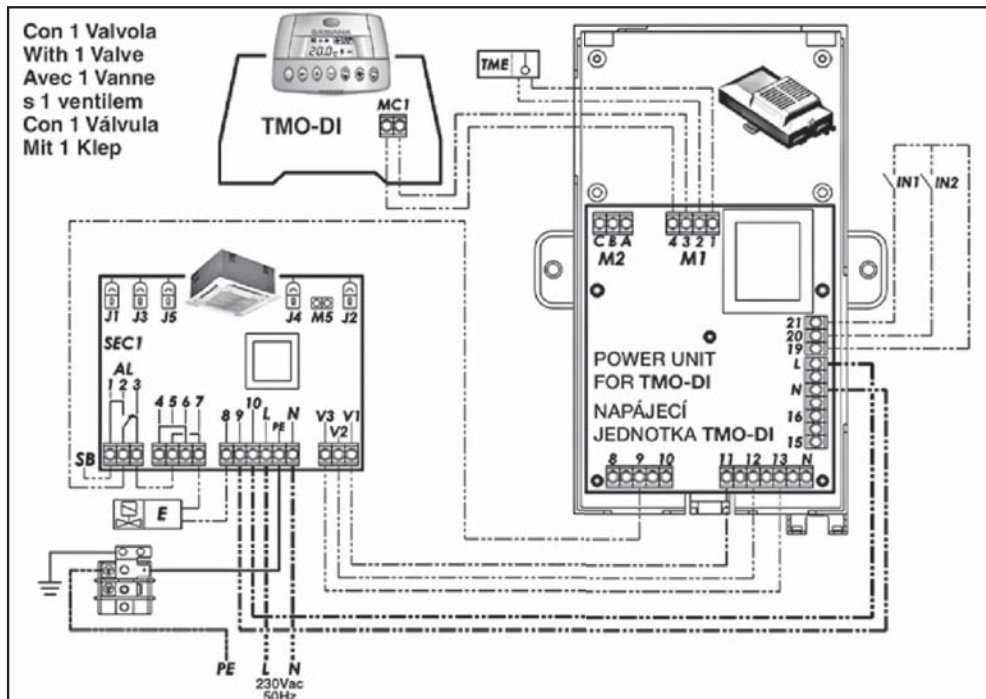 Con 1 Valvola
With 1 Valve
Avec 1 Vanne
s 1 ventilem
Con 1 Válvula
Mit 1 Klep
SABIANA
20.0
TMO-DI
MC1
TME
IN1 IN2
C B A
M2
4 3 2 1
M1
J1 J3 J5 J4 M5 J2
SEC1
AL
1 2 3 4 5 6 7 8 9 10 L PE N V3 V2 V1
SB
E
21
20
19
L
N
16
15
POWER UNIT
FOR TMO-DI
NAPÁJECÍ
JEDNOTKA TMO-DI
8 9 10 11 12 13 N
PE L N
230Vac
50Hz